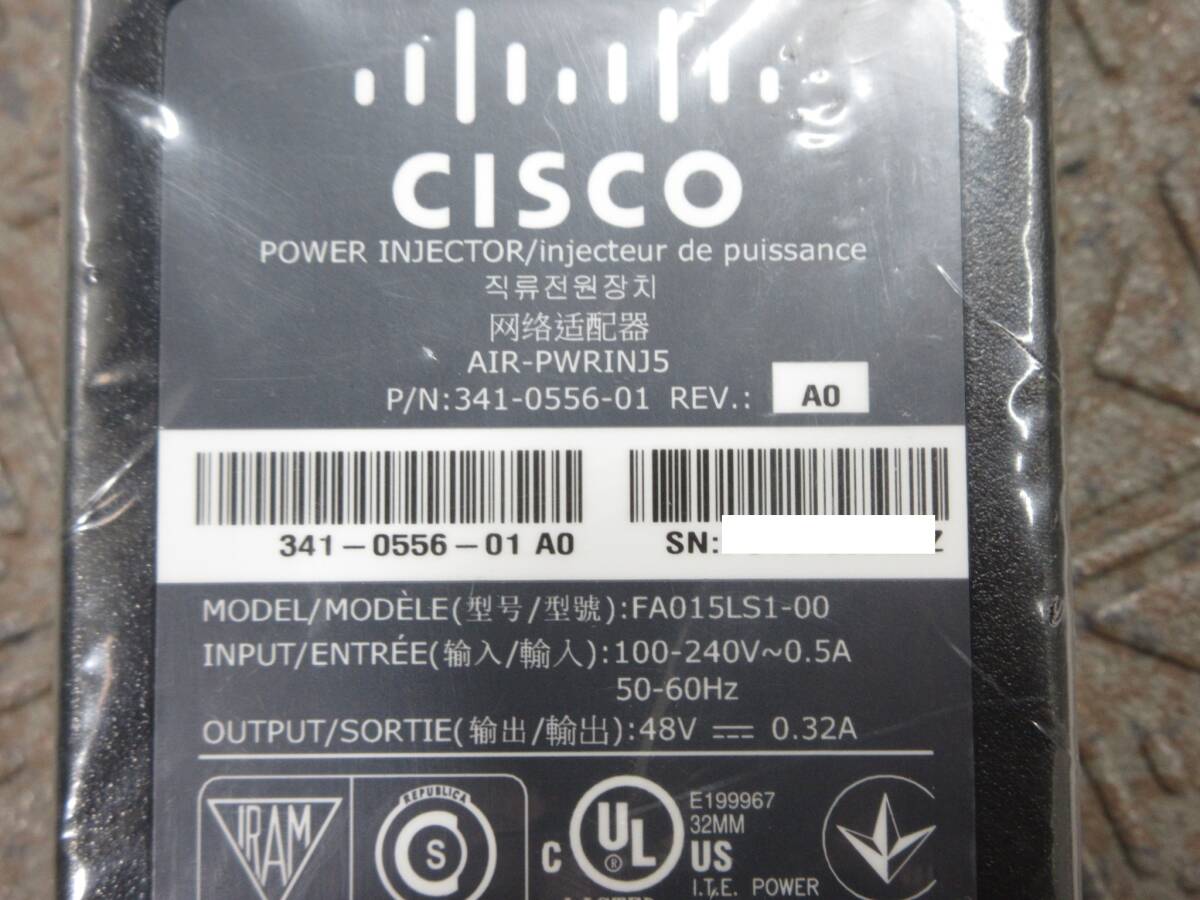 CISCO
POWER INJECTOR/injecteur de puissance
직류전원장치
网络适配器
AIR-PWRINJ5
P/N:341-0556-01 REV.: A0
341-0556-01 A0 SN: Z
MODEL/MODÈLE(型号/型號):FA015LS1-00
INPUT/ENTRÉE(输入/輸入):100-240V~0.5A
50-60Hz
OUTPUT/SORTIE(输出/輸出):48V ⎓ 0.32A
IRAM
REPUBLICA
S
C UL ® US
E199967
32MM
I.T.E. POWER
LISTED